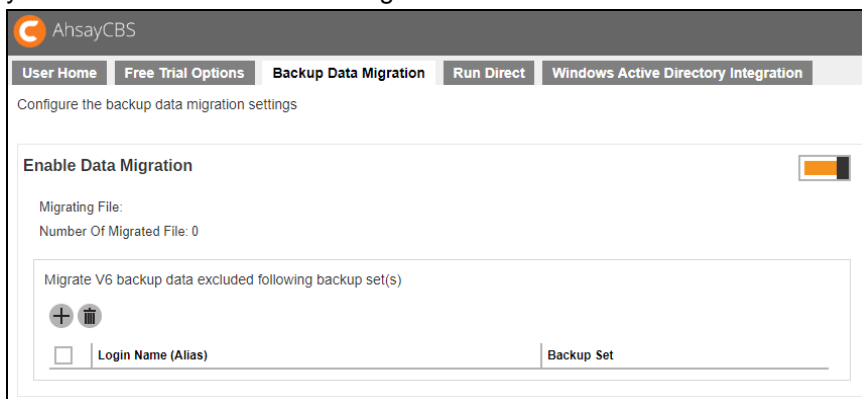 AhsayCBS
User Home Free Trial Options Backup Data Migration Run Direct Windows Active Directory Integration
Configure the backup data migration settings
Enable Data Migration
Migrating File:
Number Of Migrated File: 0
Migrate V6 backup data excluded following backup set(s)
Login Name (Alias) Backup Set